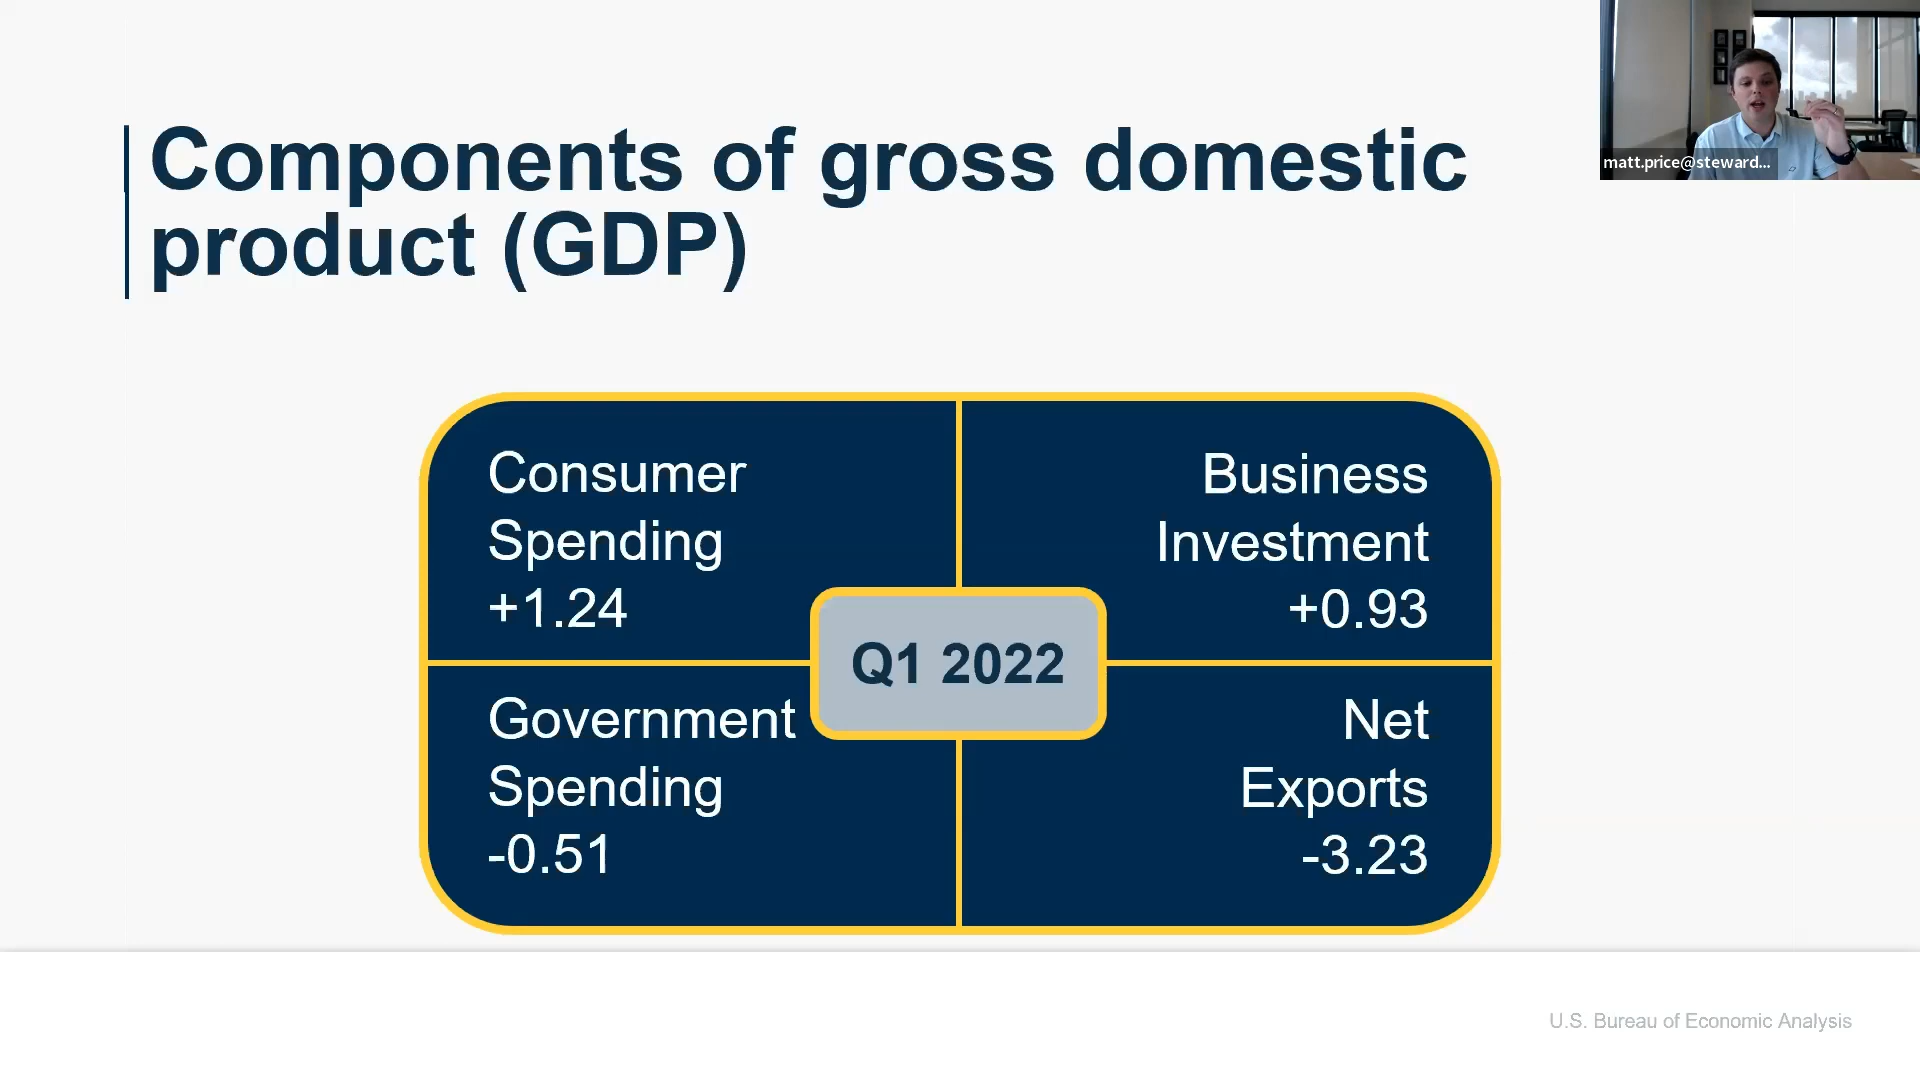 Components of gross domestic
product (GDP)
matt.price@steward...
Consumer
Spending
+1.24
Business
Investment
+0.93
Q1 2022
Government
Spending
-0.51
Net
Exports
-3.23
U.S. Bureau of Economic Analysis